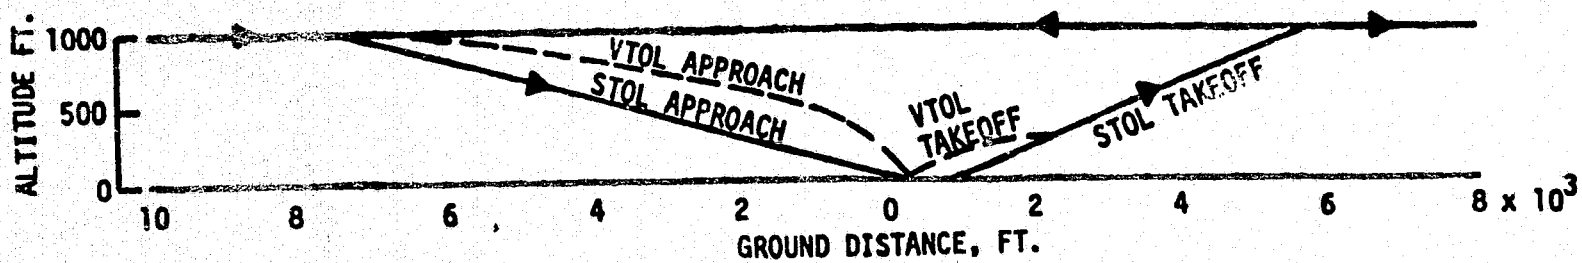 ALTITUDE FT.
1000
500
0
VTOL APPROACH
STOL APPROACH
VTOL
TAKEOFF
STOL TAKEOFF
10 8 6 4 2 0 2 4 6 8 x 10³
GROUND DISTANCE, FT.